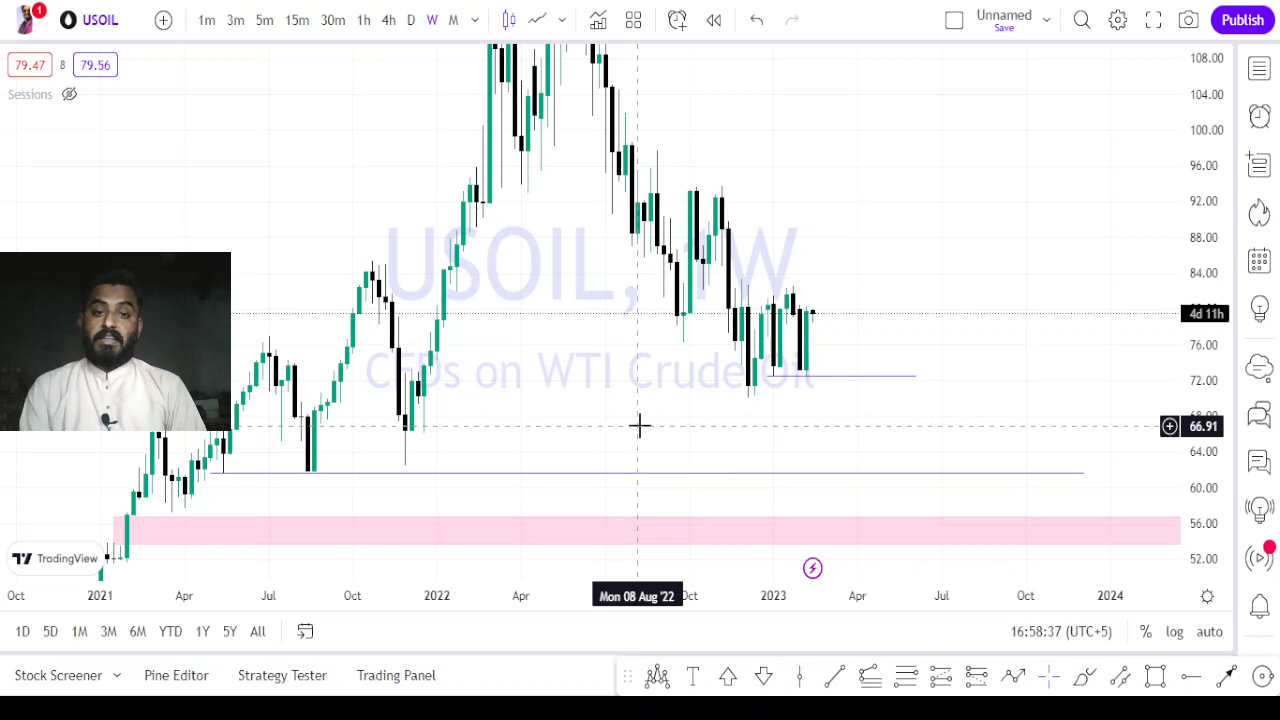 1
USOIL
1m 3m 5m 15m 30m 1h 4h D W M
Unnamed
Save
Publish
79.47 8 79.56
Sessions
USOIL, 1W
CFDs on WTI Crude Oil
108.00
104.00
100.00
96.00
92.00
88.00
84.00
4d 11h
76.00
72.00
66.91
64.00
60.00
56.00
52.00
TradingView
Oct 2021 Apr Jul Oct 2022 Apr Mon 08 Aug '22 Oct 2023 Apr Jul Oct 2024
1D 5D 1M 3M 6M YTD 1Y 5Y All
16:58:37 (UTC+5) % log auto
Stock Screener Pine Editor Strategy Tester Trading Panel